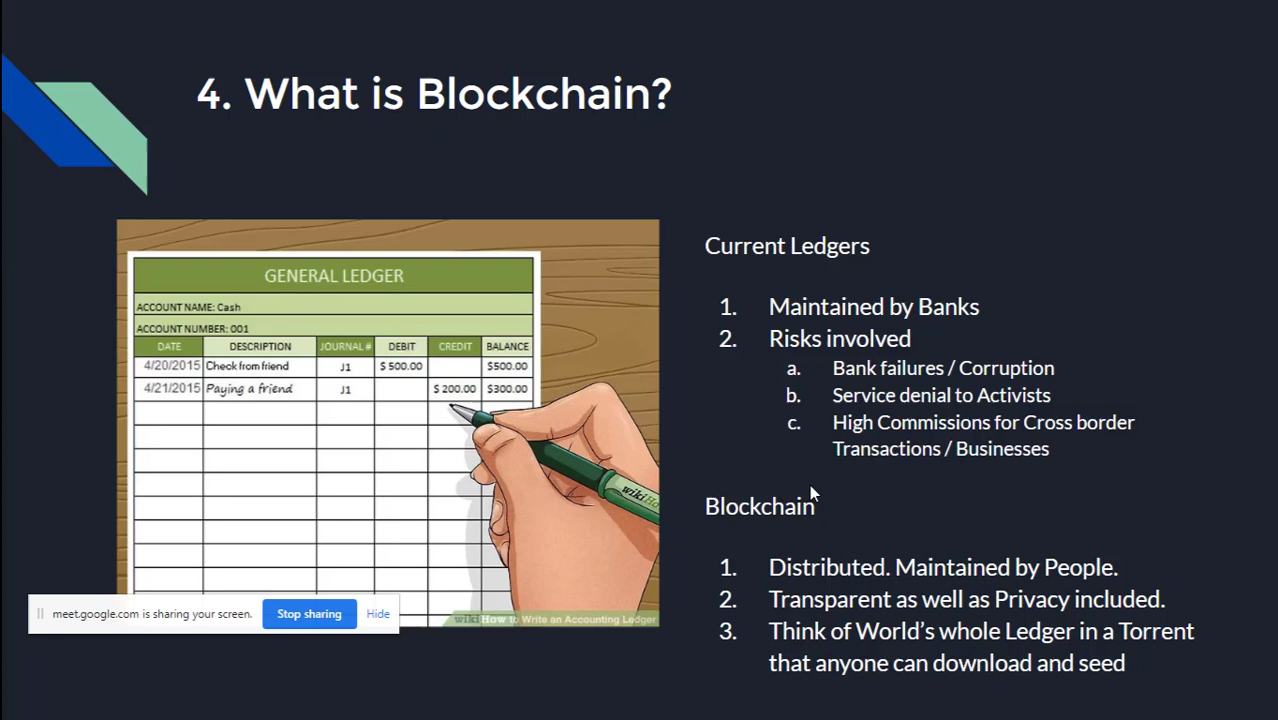 4. What is Blockchain?
GENERAL LEDGER
ACCOUNT NAME: Cash
ACCOUNT NUMBER: 001
DATE DESCRIPTION JOURNAL # DEBIT CREDIT BALANCE
4/20/2015 Check from friend J1 $ 500.00 $500.00
4/21/2015 Paying a friend J1 $ 200.00 $300.00
wikiHo
wikiHow to Write an Accounting Ledger
meet.google.com is sharing your screen. Stop sharing Hide
Current Ledgers
1. Maintained by Banks
2. Risks involved
a. Bank failures / Corruption
b. Service denial to Activists
c. High Commissions for Cross border
Transactions / Businesses
Blockchain
1. Distributed. Maintained by People.
2. Transparent as well as Privacy included.
3. Think of World's whole Ledger in a Torrent
that anyone can download and seed